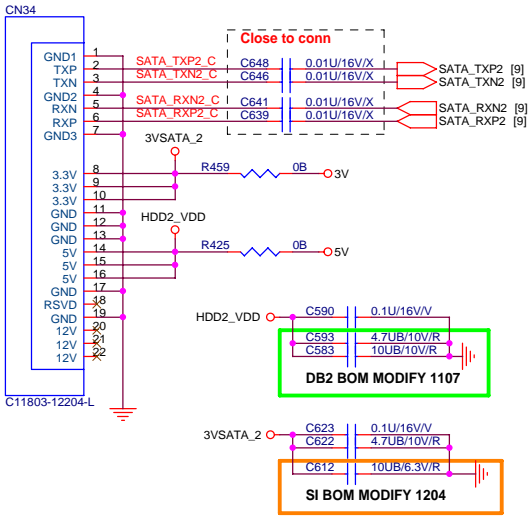 CN34
Close to conn
GND1 1
TXP 2 SATA_TXP2_C C648 0.01U/16V/X SATA_TXP2 [9]
TXN 3 SATA_TXN2_C C646 0.01U/16V/X SATA_TXN2 [9]
GND2 4
RXN 5 SATA_RXN2_C C641 0.01U/16V/X SATA_RXN2 [9]
RXP 6 SATA_RXP2_C C639 0.01U/16V/X SATA_RXP2 [9]
GND3 7
3VSATA_2
3.3V 8 R459 0B 3V
3.3V 9
3.3V 10
GND 11
GND 12
GND 13
HDD2_VDD
5V 14 R425 0B 5V
5V 15
5V 16
GND 17
RSVD 18
GND 19
12V 20
12V 21
12V 22
C11803-12204-L
HDD2_VDD C590 0.1U/16V/V
C593 4.7UB/10V/R
C583 10UB/10V/R
DB2 BOM MODIFY 1107
3VSATA_2 C623 0.1U/16V/V
C622 4.7UB/10V/R
C612 10UB/6.3V/R
SI BOM MODIFY 1204